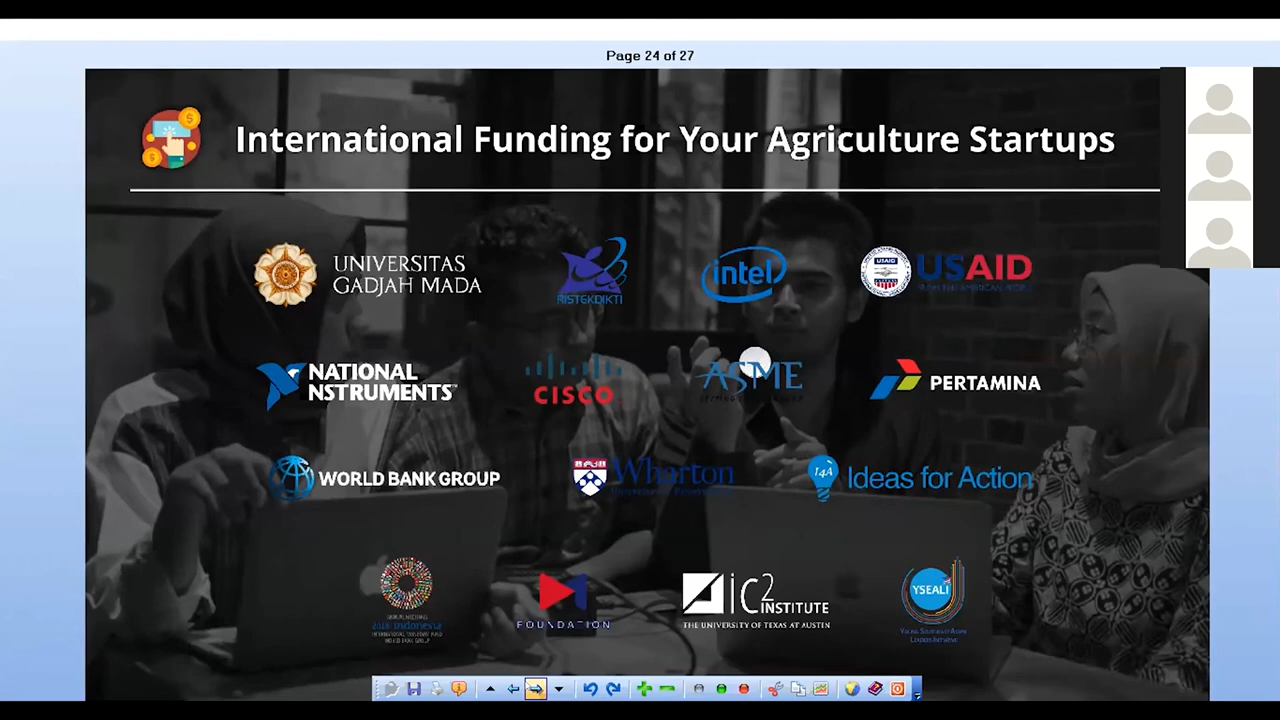 Page 24 of 27
International Funding for Your Agriculture Startups
UNIVERSITAS
GADJAH MADA
RISTEKDIKTI
intel
USAID
USAID
NATIONAL
NSTRUMENTS
CISCO
ASME
PERTAMINA
WORLD BANK GROUP
Wharton
I4A
Ideas for Action
FOUNDATION
IC2
INSTITUTE
THE UNIVERSITY OF TEXAS AT AUSTIN
YSEALI